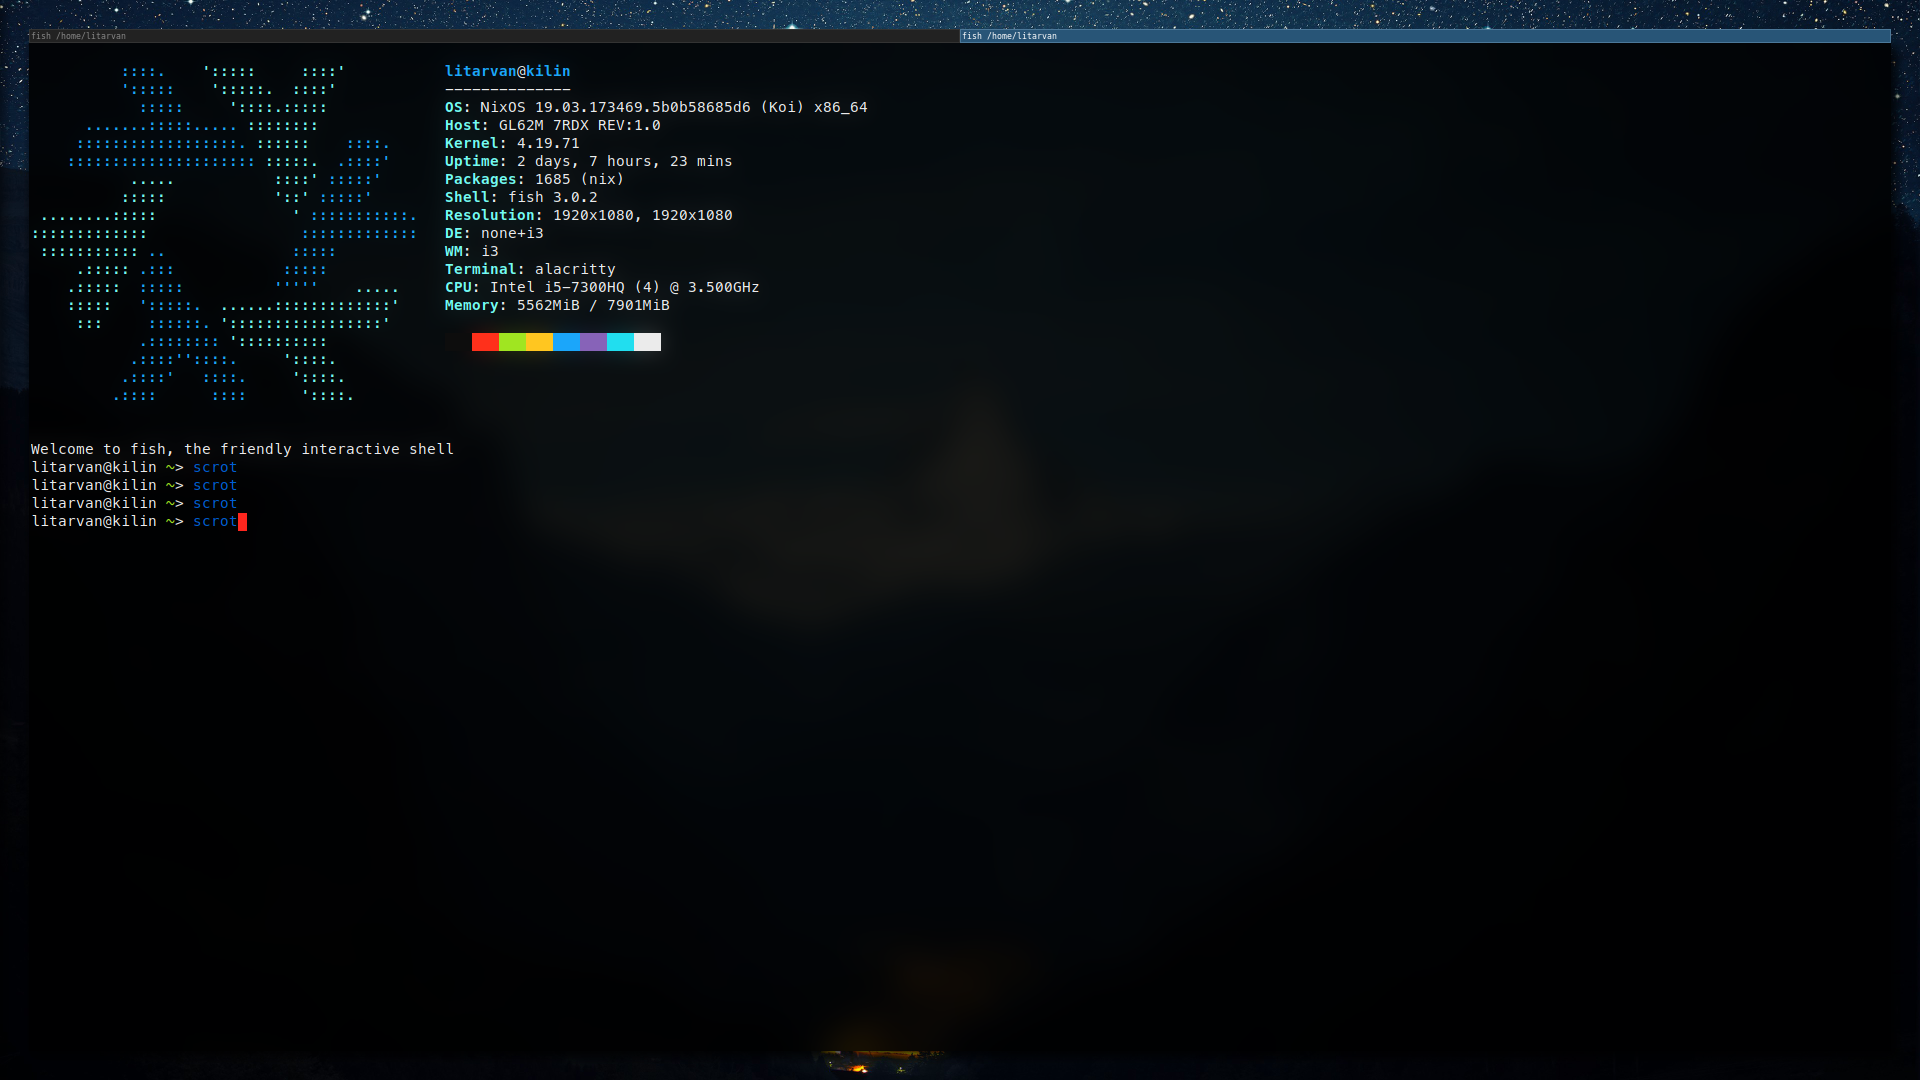 fish /home/litarvan
fish /home/litarvan
litarvan@kilin
--------------
OS: NixOS 19.03.173469.5b0b58685d6 (Koi) x86_64
Host: GL62M 7RDX REV:1.0
Kernel: 4.19.71
Uptime: 2 days, 7 hours, 23 mins
Packages: 1685 (nix)
Shell: fish 3.0.2
Resolution: 1920x1080, 1920x1080
DE: none+i3
WM: i3
Terminal: alacritty
CPU: Intel i5-7300HQ (4) @ 3.500GHz
Memory: 5562MiB / 7901MiB
Welcome to fish, the friendly interactive shell
litarvan@kilin ~> scrot
litarvan@kilin ~> scrot
litarvan@kilin ~> scrot
litarvan@kilin ~> scrot